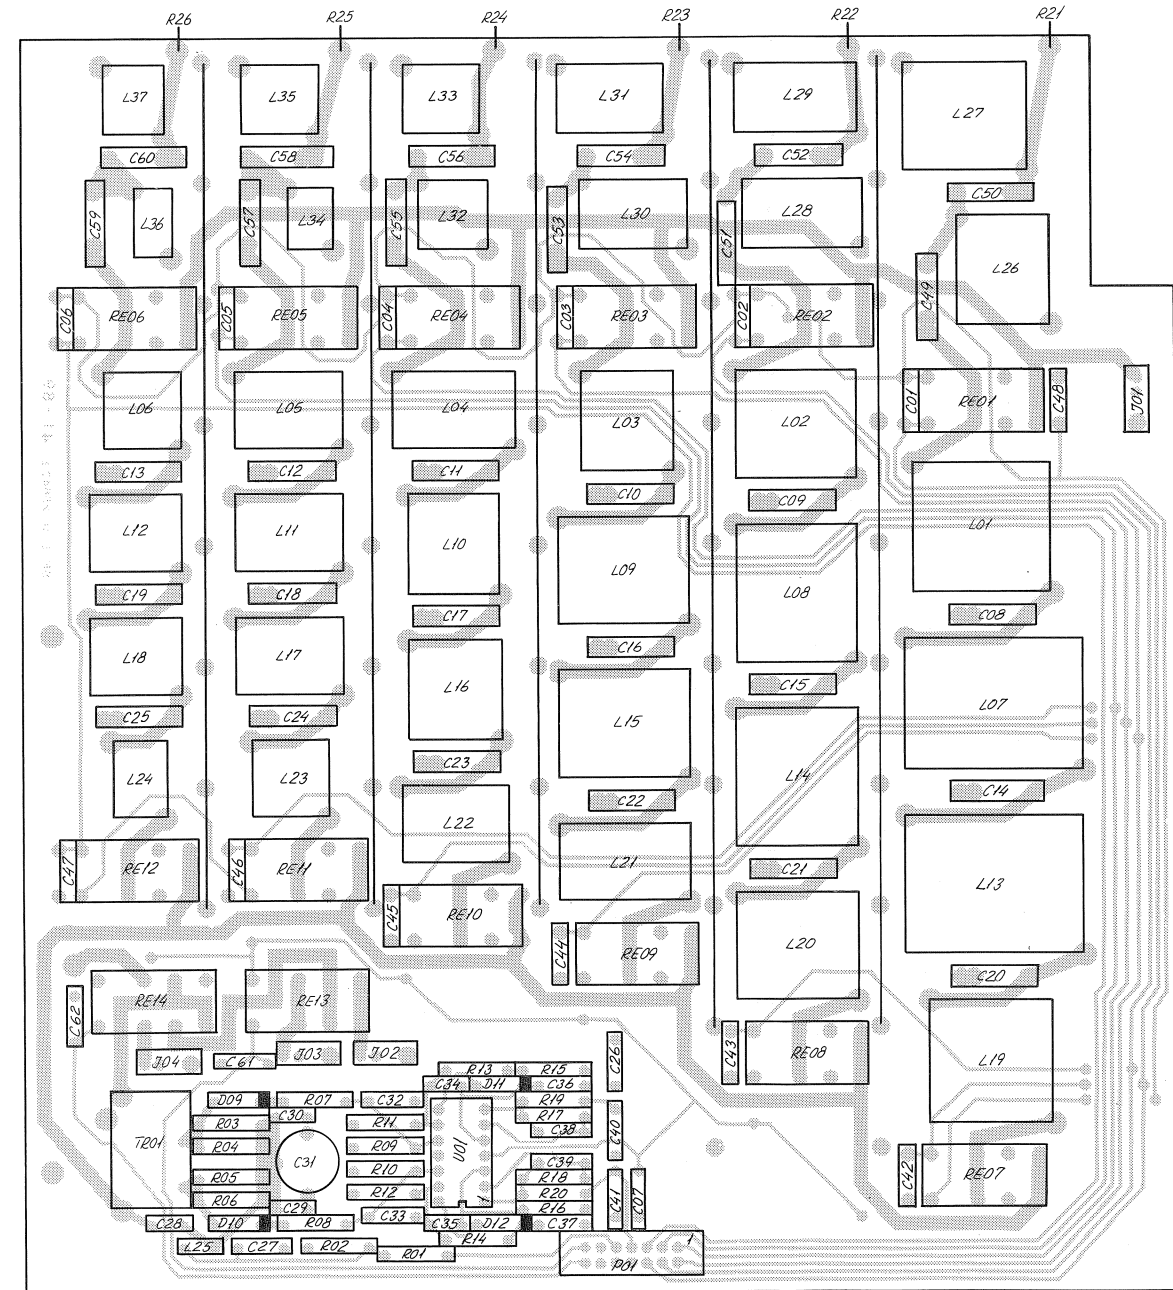 R26 R25 R24 R23 R22 R21
L37 L35 L33 L31 L29 L27
C60 C58 C56 C54 C52 C50
C59 L36 C57 L34 C55 L32 C53 L30 C51 L28 C49 L26
C06 RE06 C05 RE05 C04 RE04 C03 RE03 C02 RE02
C01 RE01 C48 J01
L06 L05 L04 L03 L02
C13 C12 C11 C10 C09
L12 L11 L10 L09 L08 L01
C19 C18 C17 C16 C08
L18 L17 L16 L15 C15 L07
C25 C24 C23 C22 L14 C14
L24 L23 L22 L21 C21 L13
C47 RE12 C46 RE11 C45 RE10 C44 RE09 L20 C20
C62 RE14 RE13 C43 RE08 L19
J04 C61 J03 J02 C26
R13 R15
C34 D11 C36
D09 R07 C32 R19
R03 C30 R11 R17
C38 C40
TR01 R04 C31 R09 U01
R05 R10 C39
R18
R06 R12 R20 C41 C07 C42 RE07
C29 1 R16
C28 D10 R08 C33 C35 D12 C37
R14
L25 C27 R02 R01 P01 1